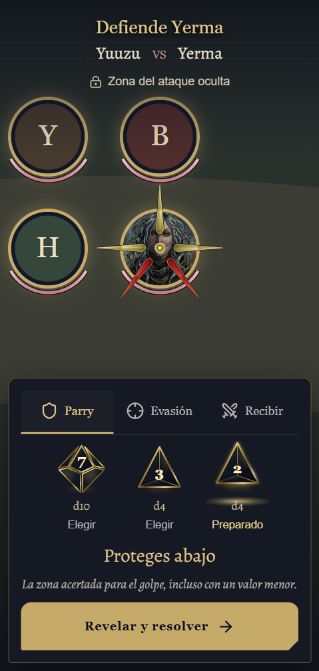 Defiende Yerma
Yuuzu vs Yerma
Zona del ataque oculta
Y B
H
Parry Evasión Recibir
7 3 2
d10 d4 d4
Elegir Elegir Preparado
Proteges abajo
La zona acertada para el golpe, incluso con un valor menor.
Revelar y resolver →